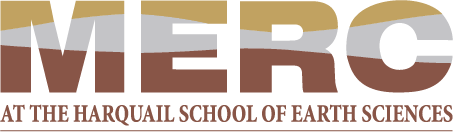 MERC
AT THE HARQUAIL SCHOOL OF EARTH SCIENCES